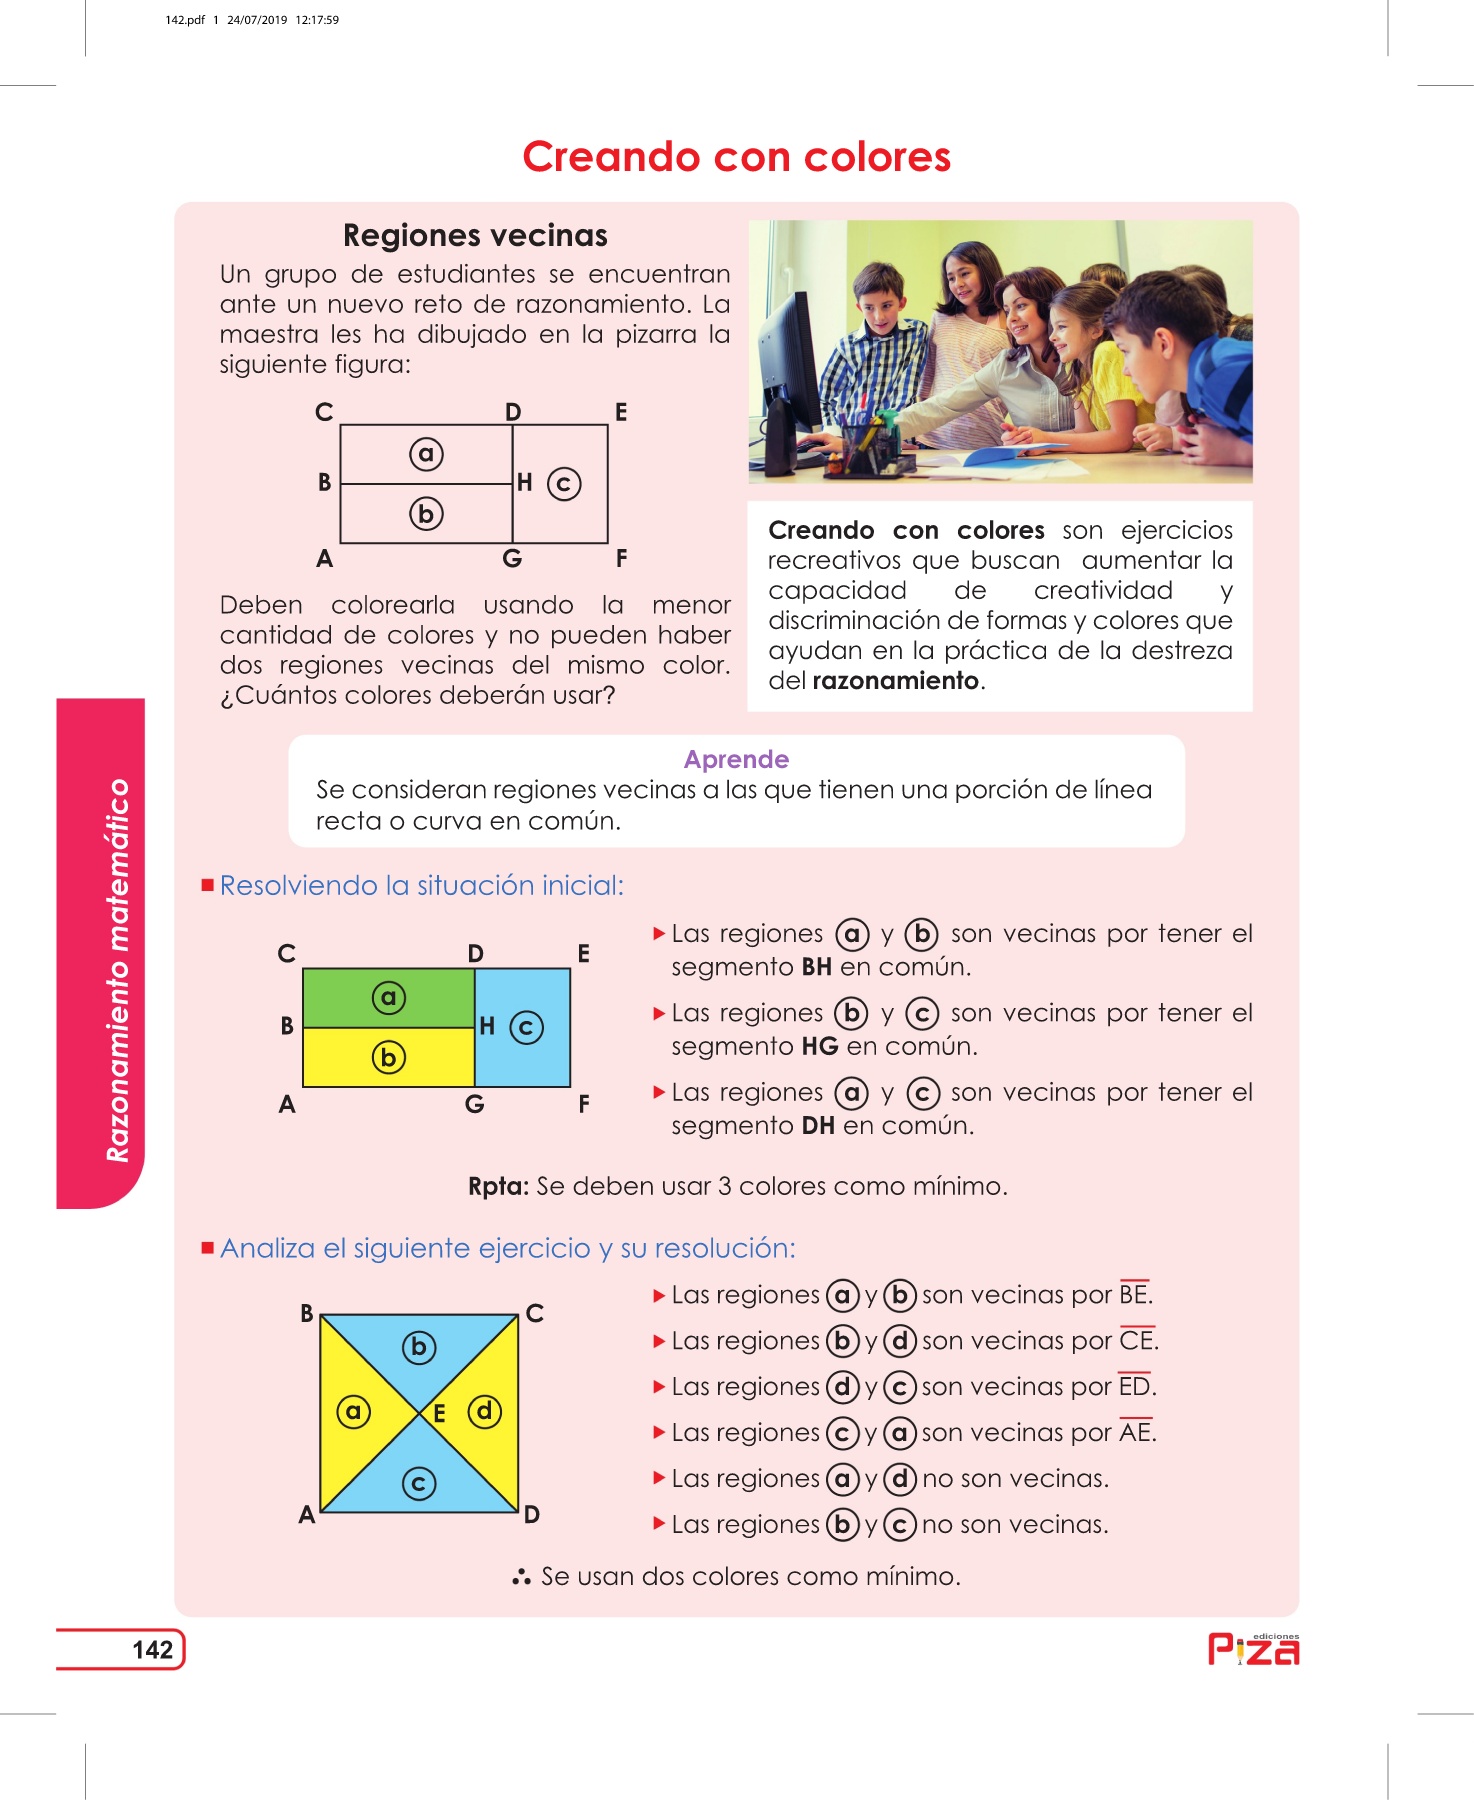 142.pdf 1 24/07/2019 12:17:59
Creando con colores
Regiones vecinas
Un grupo de estudiantes se encuentran
ante un nuevo reto de razonamiento. La
maestra les ha dibujado en la pizarra la
siguiente figura:
C D E
a
B H c
b
A G F
Deben colorearla usando la menor
cantidad de colores y no pueden haber
dos regiones vecinas del mismo color.
¿Cuántos colores deberán usar?
Creando con colores son ejercicios
recreativos que buscan aumentar la
capacidad de creatividad y
discriminación de formas y colores que
ayudan en la práctica de la destreza
del razonamiento.
Aprende
Se consideran regiones vecinas a las que tienen una porción de línea
recta o curva en común.
Resolviendo la situación inicial:
C D E
a
B H c
b
A G F
Las regiones a y b son vecinas por tener el
segmento BH en común.
Las regiones b y c son vecinas por tener el
segmento HG en común.
Las regiones a y c son vecinas por tener el
segmento DH en común.
Rpta: Se deben usar 3 colores como mínimo.
Analiza el siguiente ejercicio y su resolución:
B C
b
a E d
c
A D
Las regiones a y b son vecinas por B̅E̅.
Las regiones b y d son vecinas por C̅E̅.
Las regiones d y c son vecinas por E̅D̅.
Las regiones c y a son vecinas por A̅E̅.
Las regiones a y d no son vecinas.
Las regiones b y c no son vecinas.
∴ Se usan dos colores como mínimo.
Razonamiento matemático
142
ediciones
Piza